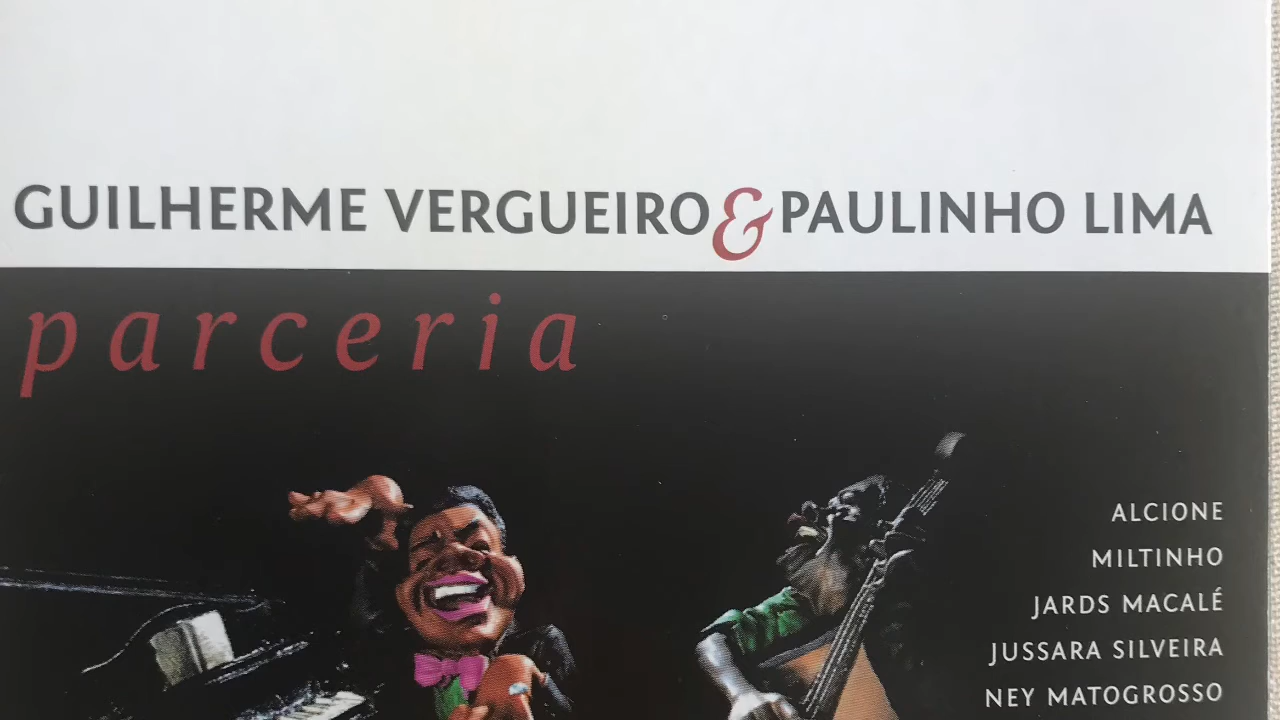 GUILHERME VERGUEIRO & PAULINHO LIMA
parceria
ALCIONE
MILTINHO
JARDS MACALÉ
JUSSARA SILVEIRA
NEY MATOGROSSO